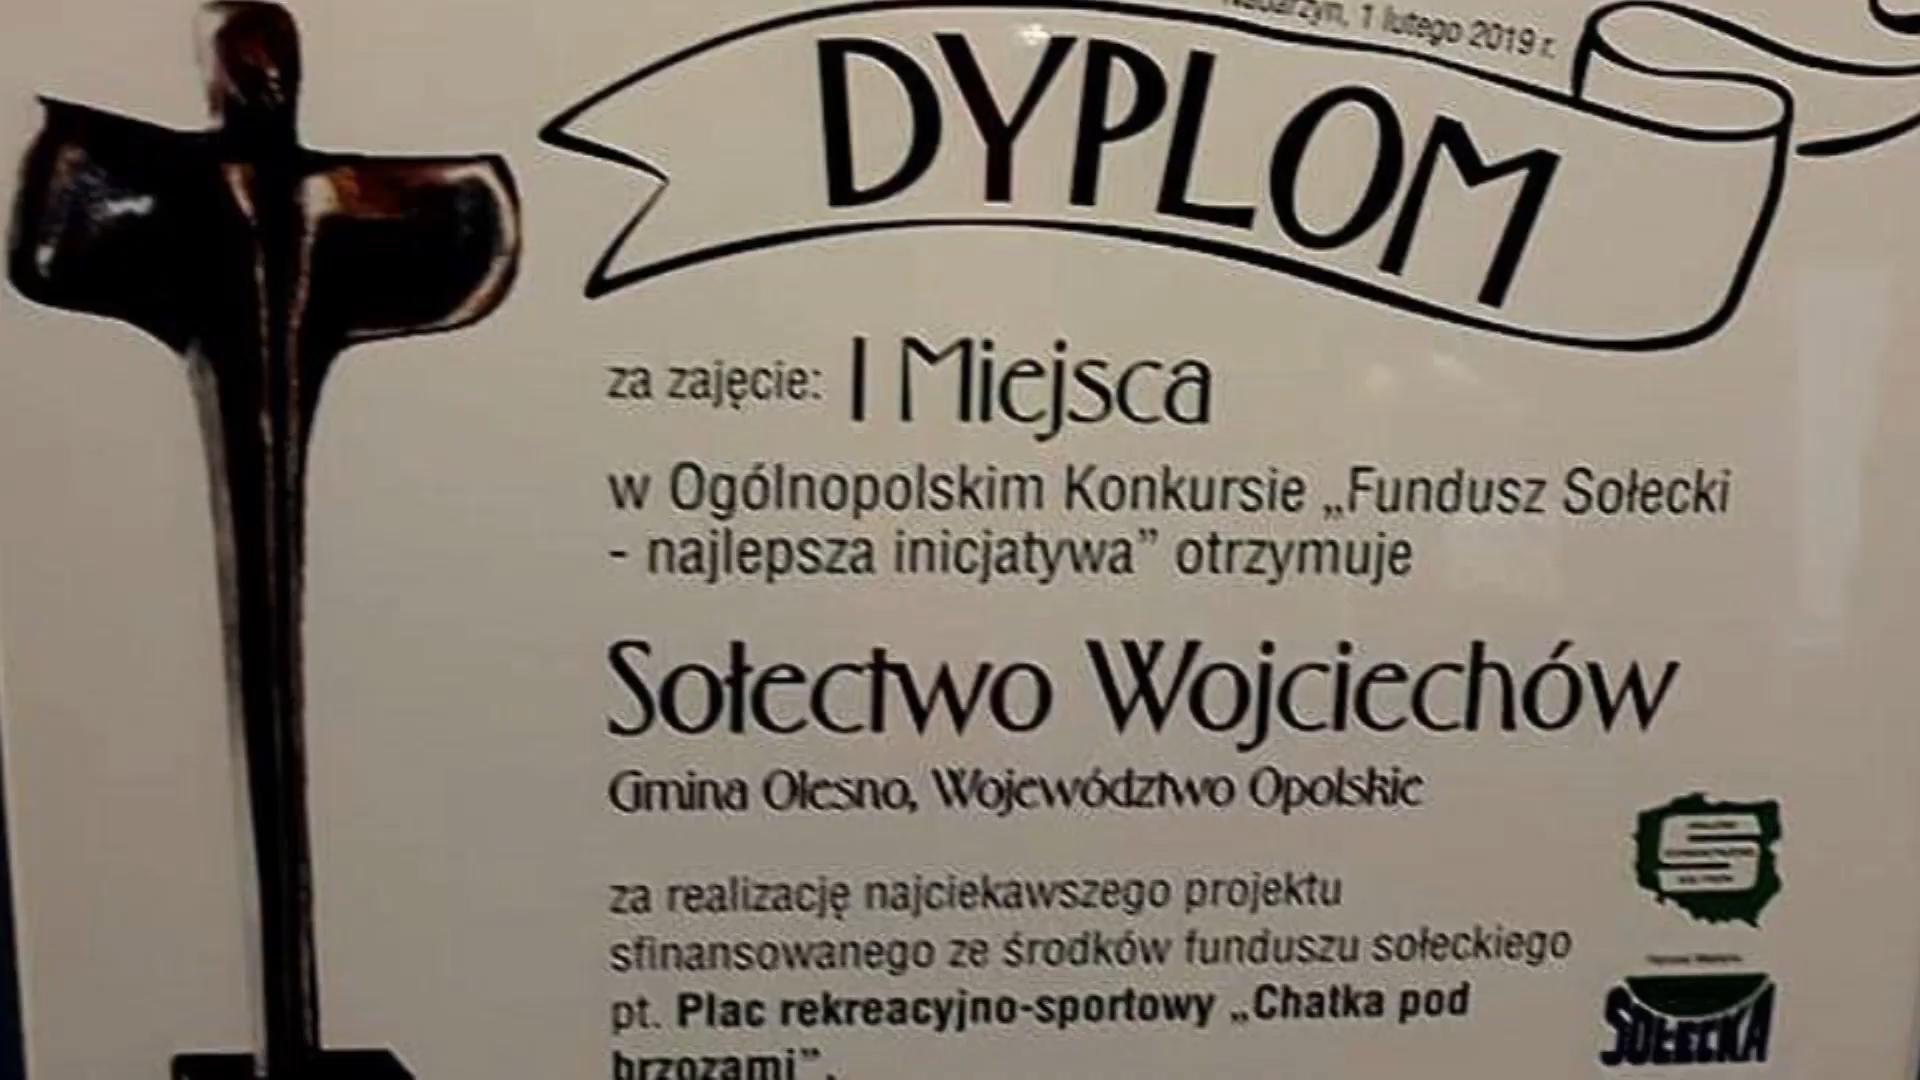 1 lutego 2019 r.
DYPLOM
za zajęcie: I Miejsca
w Ogólnopolskim Konkursie „Fundusz Sołecki
- najlepsza inicjatywa” otrzymuje
Sołectwo Wojciechów
Gmina Olesno, Województwo Opolskie
za realizację najciekawszego projektu
sfinansowanego ze środków funduszu sołeckiego
pt. Plac rekreacyjno-sportowy „Chatka pod
brzozami”.
SOŁECKA